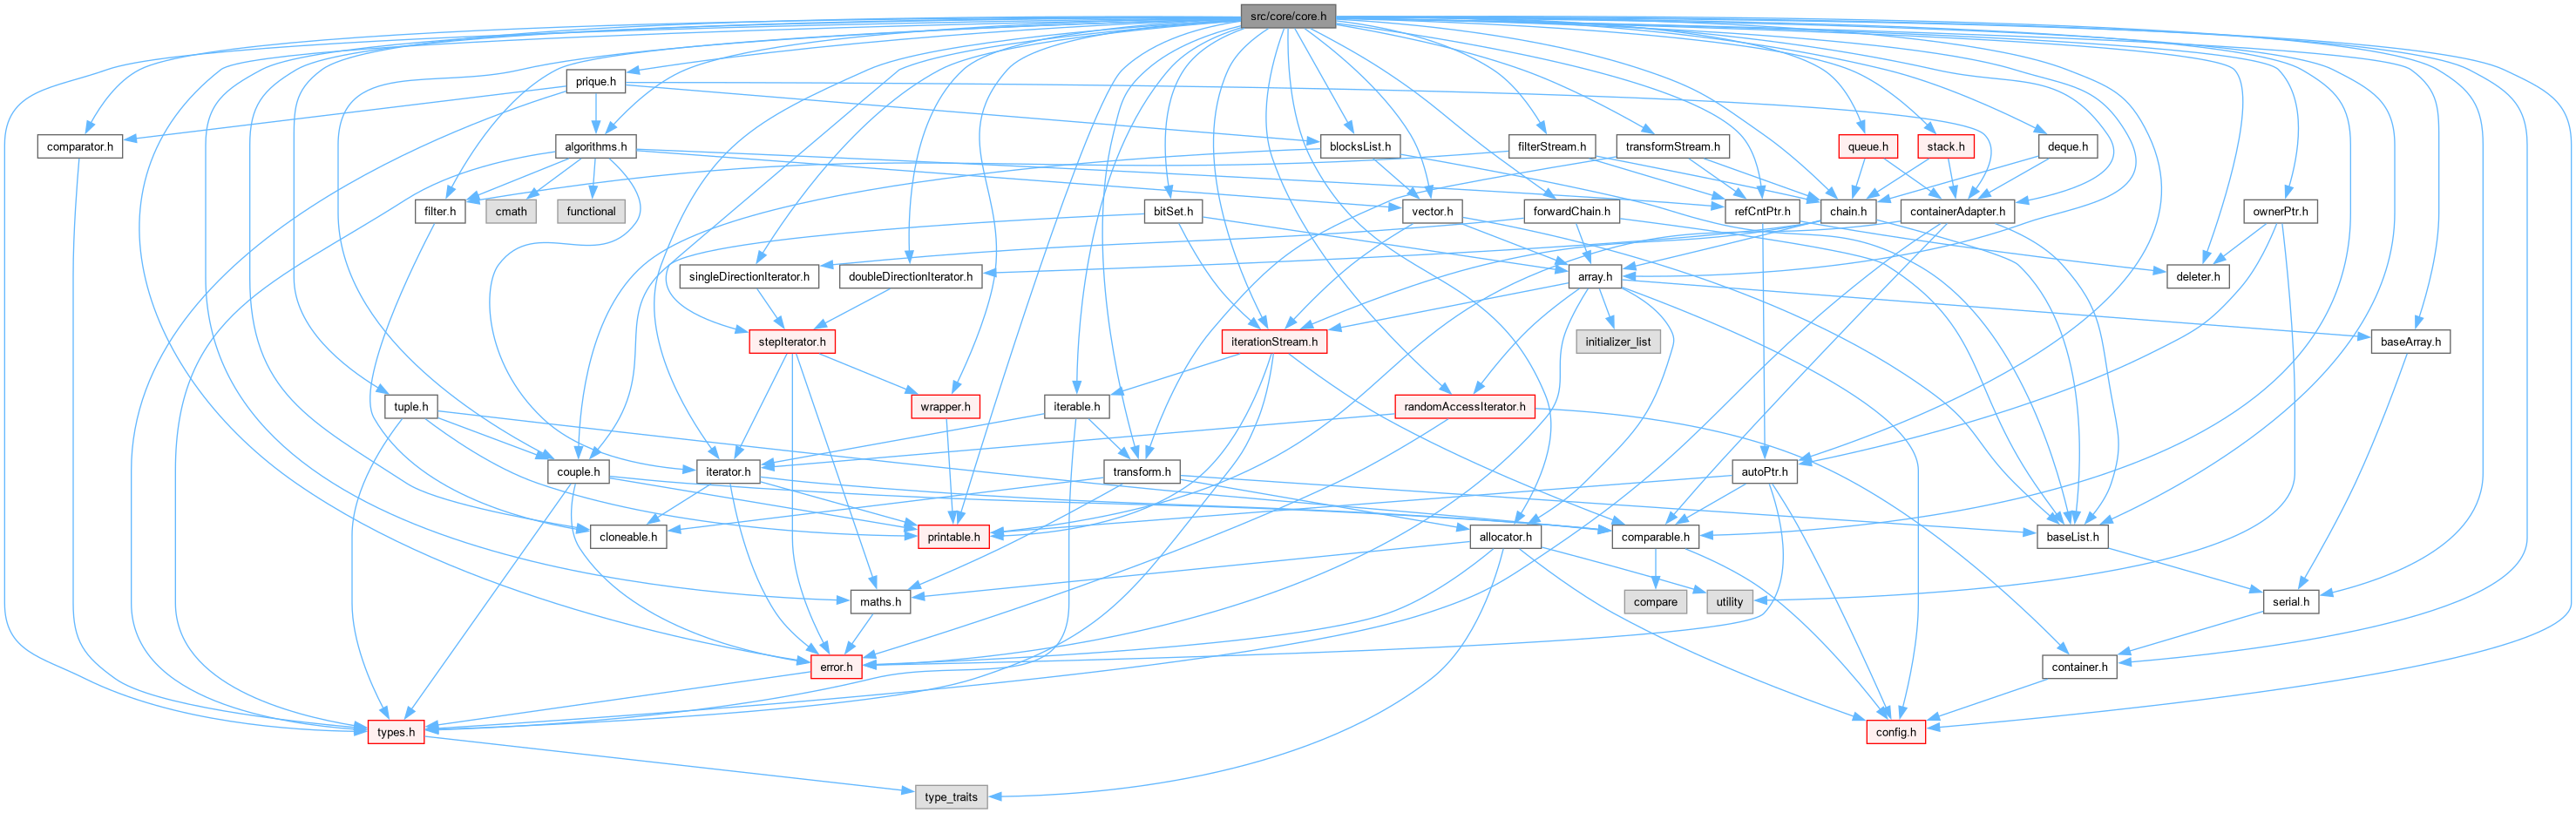 src/core/core.h
prique.h
comparator.h
algorithms.h
blocksList.h
filterStream.h
transformStream.h
queue.h
stack.h
deque.h
filter.h
cmath
functional
bitSet.h
vector.h
forwardChain.h
refCntPtr.h
chain.h
containerAdapter.h
ownerPtr.h
singleDirectionIterator.h
doubleDirectionIterator.h
array.h
deleter.h
stepIterator.h
iterationStream.h
initializer_list
baseArray.h
tuple.h
wrapper.h
iterable.h
randomAccessIterator.h
couple.h
iterator.h
transform.h
autoPtr.h
cloneable.h
printable.h
allocator.h
comparable.h
baseList.h
maths.h
compare
utility
serial.h
error.h
container.h
types.h
config.h
type_traits